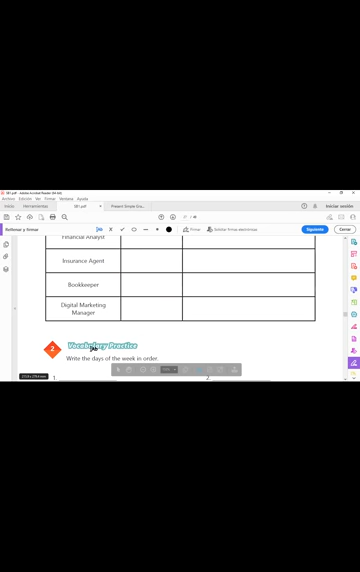 SB1.pdf - Adobe Acrobat Reader (64-bit)
Archivo Edición Ver Firmar Ventana Ayuda
Inicio Herramientas SB1.pdf × Present Simple Exe... Iniciar sesión
Rellenar y firmar Firmar Solicitar firmas electrónicas Siguiente Cerrar
Financial Analyst
Insurance Agent
Bookkeeper
Digital Marketing
Manager
2 Vocabulary Practice
Write the days of the week in order.
1. 2.